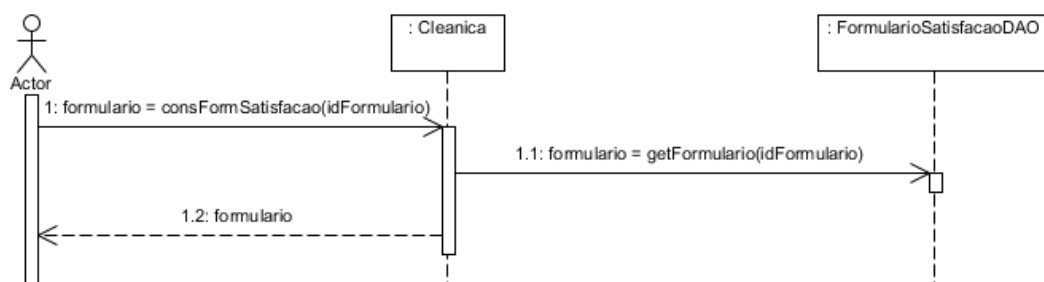 : Cleanica
: FormularioSatisfacaoDAO
Actor
1: formulario = consFormSatisfacao(idFormulario)
1.1: formulario = getFormulario(idFormulario)
1.2: formulario